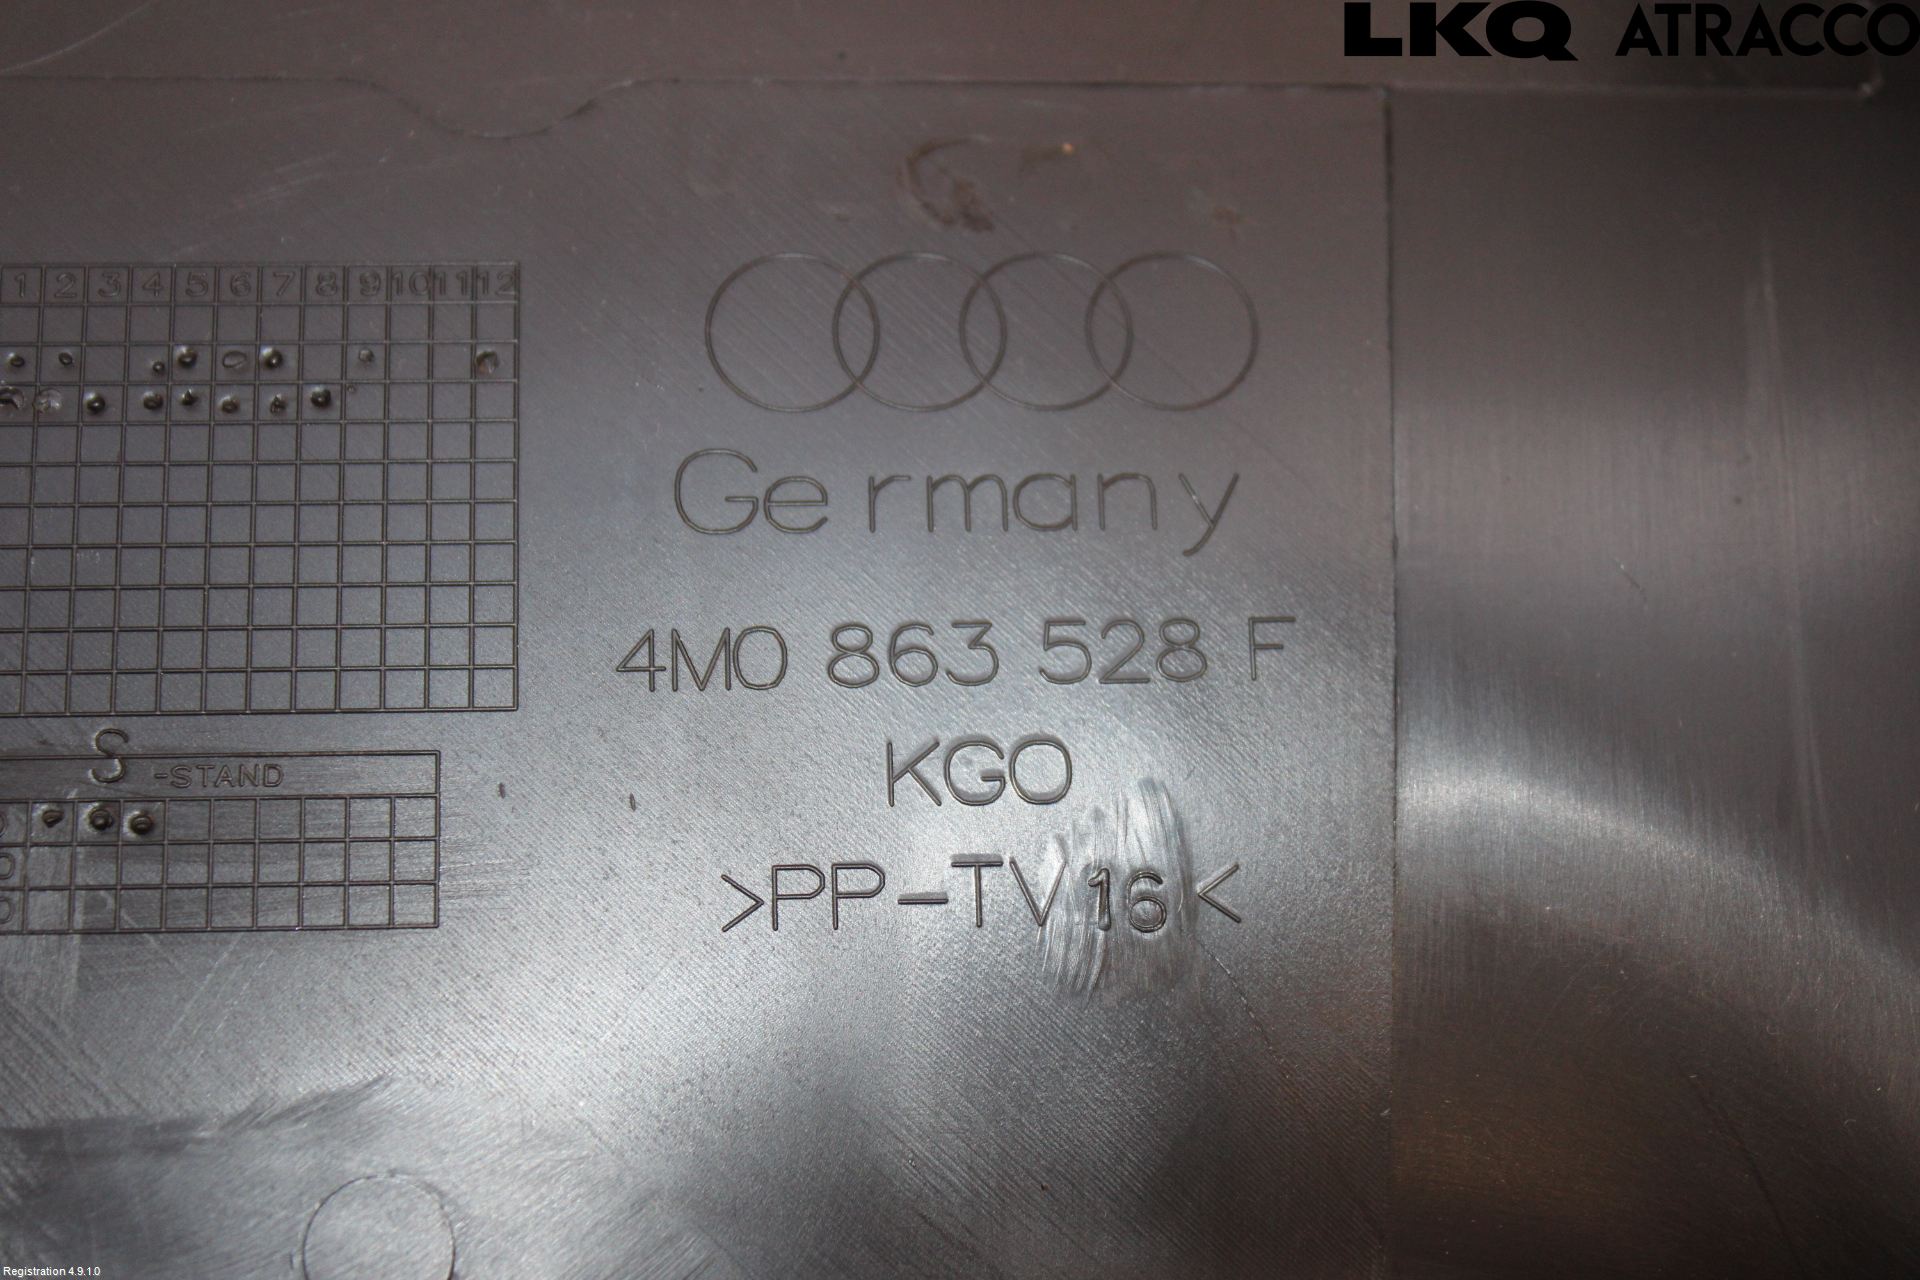 LKQ ATRACCO
1 2 3 4 5 6 7 8 9 10 11 12
Germany
4M0 863 528 F
KGO
S -STAND
>PP-TV16<
Registration 4.9.1.0